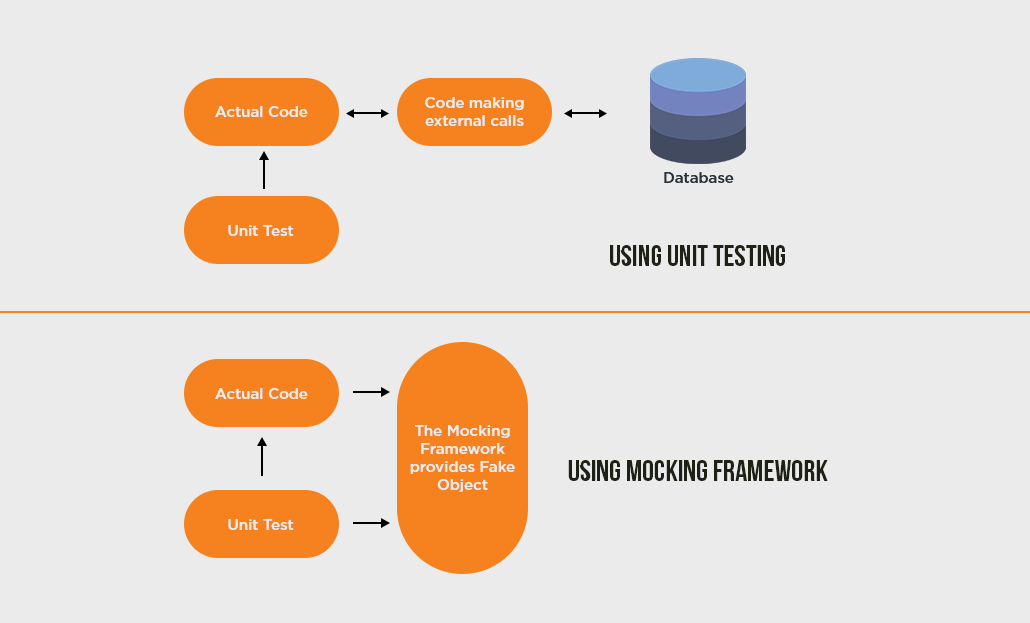 Actual Code
Code making
external calls
Database
Unit Test
USING UNIT TESTING
Actual Code
The Mocking
Framework
provides Fake
Object
USING MOCKING FRAMEWORK
Unit Test